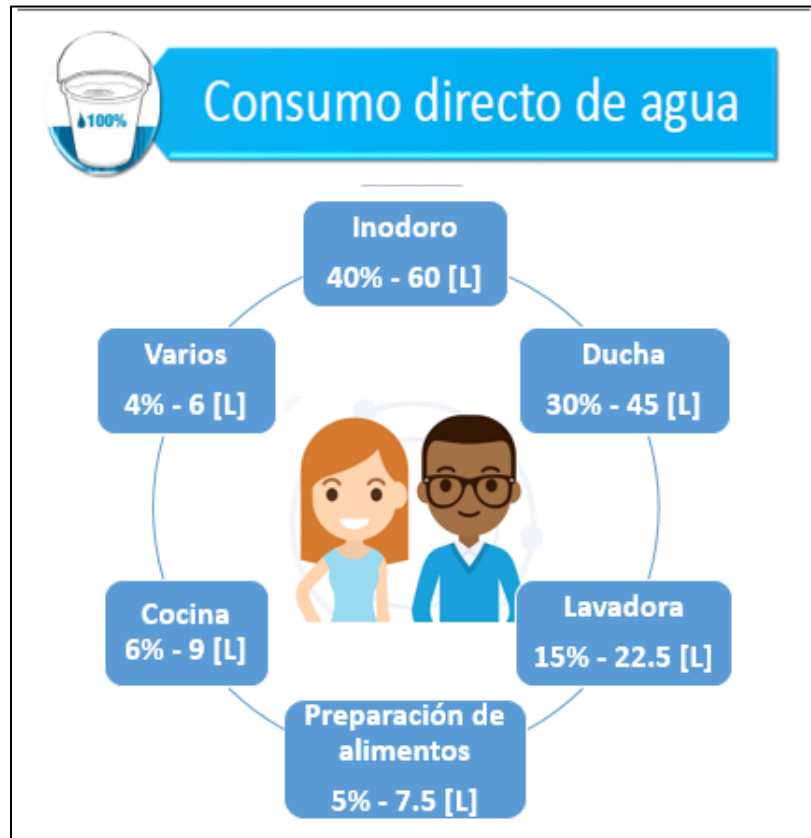 100%
Consumo directo de agua
Inodoro
40% - 60 [L]
Varios
4% - 6 [L]
Ducha
30% - 45 [L]
Cocina
6% - 9 [L]
Lavadora
15% - 22.5 [L]
Preparación de
alimentos
5% - 7.5 [L]